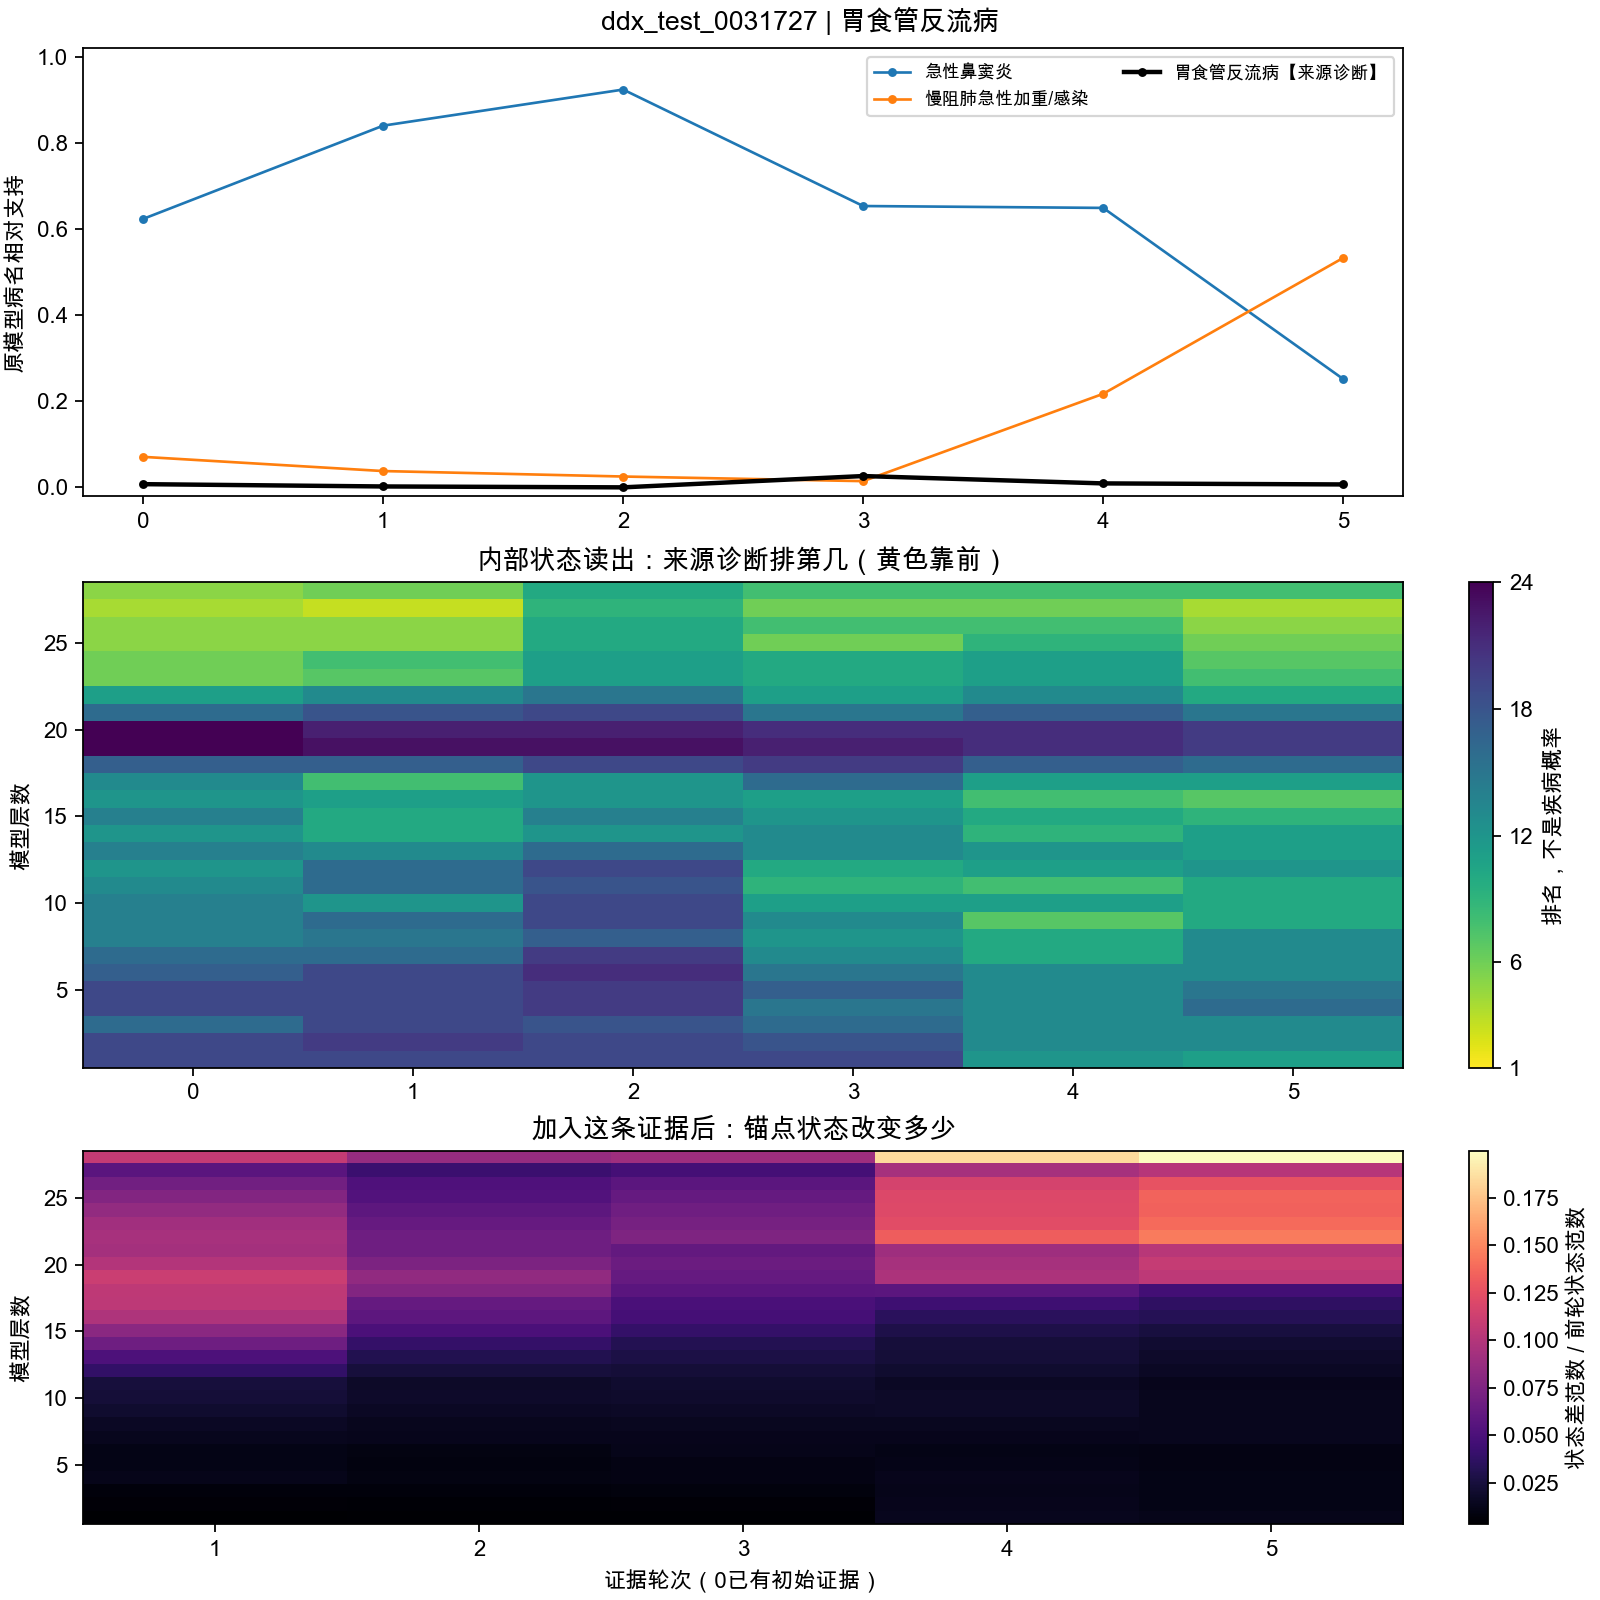 ddx_test_0031727 | 胃食管反流病
急性鼻窦炎
慢阻肺急性加重/感染
胃食管反流病【来源诊断】
原模型病名相对支持
1.0
0.8
0.6
0.4
0.2
0.0
0 1 2 3 4 5
内部状态读出：来源诊断排第几（黄色靠前）
模型层数
25
20
15
10
5
0 1 2 3 4 5
24
18
12
6
1
排名，不是疾病概率
加入这条证据后：锚点状态改变多少
模型层数
25
20
15
10
5
1 2 3 4 5
证据轮次（0已有初始证据）
0.175
0.150
0.125
0.100
0.075
0.050
0.025
状态差范数 / 前轮状态范数